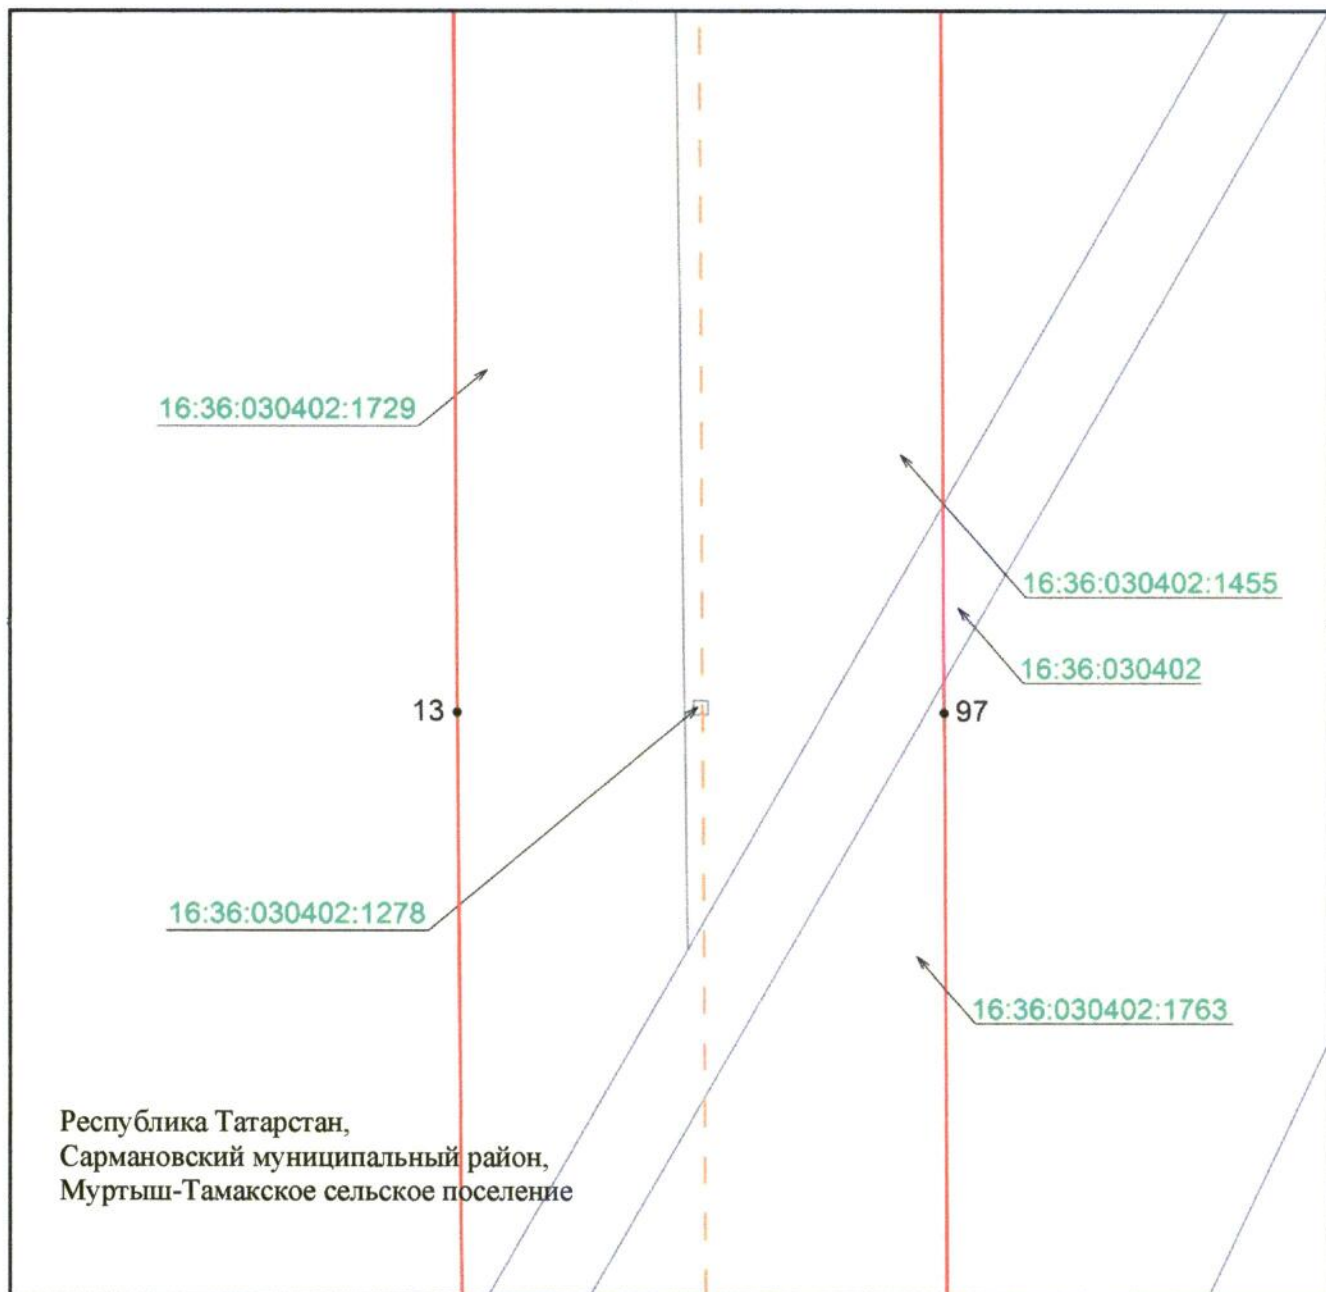 16:36:030402:1729
16:36:030402:1455
16:36:030402
13
97
16:36:030402:1278
16:36:030402:1763
Республика Татарстан,
Сармановский муниципальный район,
Муртыш-Тамакское сельское поселение